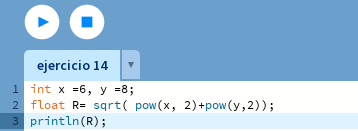 ejercicio 14
1 int x =6, y =8;
2 float R= sqrt( pow(x, 2)+pow(y,2));
3 println(R);